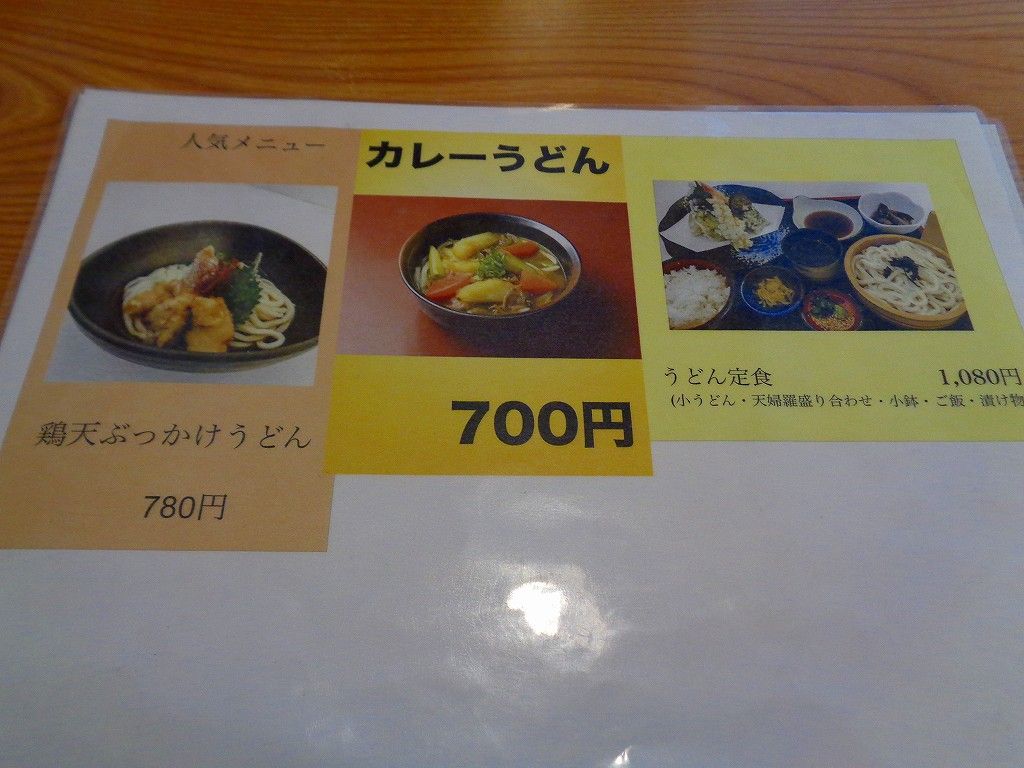 人気メニュー
鶏天ぶっかけうどん
780円
カレーうどん
700円
うどん定食 1,080円
(小うどん・天婦羅盛り合わせ・小鉢・ご飯・漬け物